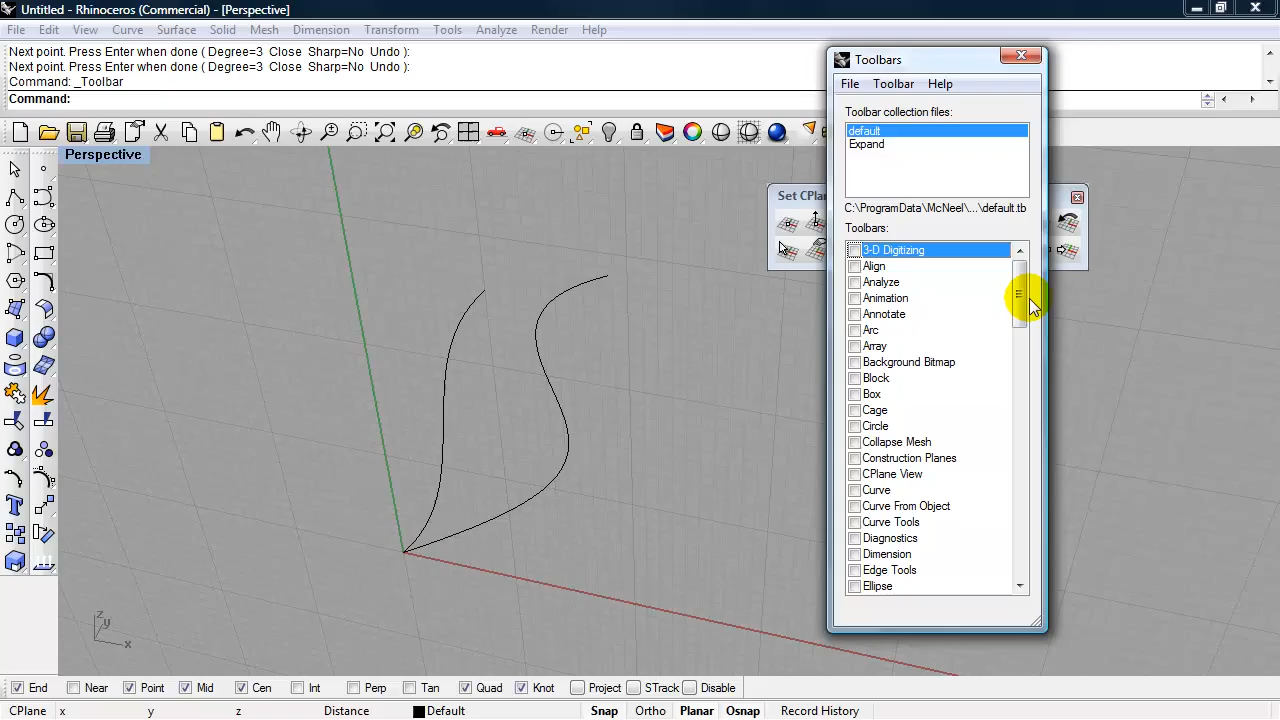 Untitled - Rhinoceros (Commercial) - [Perspective]
File Edit View Curve Surface Solid Mesh Dimension Transform Tools Analyze Render Help
Next point. Press Enter when done ( Degree=3 Close Sharp=No Undo ):
Next point. Press Enter when done ( Degree=3 Close Sharp=No Undo ):
Command: _Toolbar
Command:
Perspective
Set CPlan
Toolbars
File Toolbar Help
Toolbar collection files:
default
Expand
C:\ProgramData\McNeel\...\default.tb
Toolbars:
3-D Digitizing
Align
Analyze
Animation
Annotate
Arc
Array
Background Bitmap
Block
Box
Cage
Circle
Collapse Mesh
Construction Planes
CPlane View
Curve
Curve From Object
Curve Tools
Diagnostics
Dimension
Edge Tools
Ellipse
z
y
x
End Near Point Mid Cen Int Perp Tan Quad Knot Project STrack Disable
CPlane x y z Distance Default Snap Ortho Planar Osnap Record History